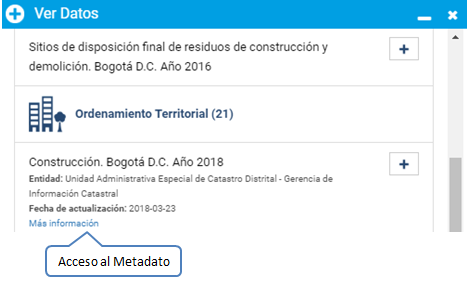 Ver Datos
Sitios de disposición final de residuos de construcción y
demolición. Bogotá D.C. Año 2016
Ordenamiento Territorial (21)
Construcción. Bogotá D.C. Año 2018
Entidad: Unidad Administrativa Especial de Catastro Distrital - Gerencia de
Información Catastral
Fecha de actualización: 2018-03-23
Más información
Acceso al Metadato